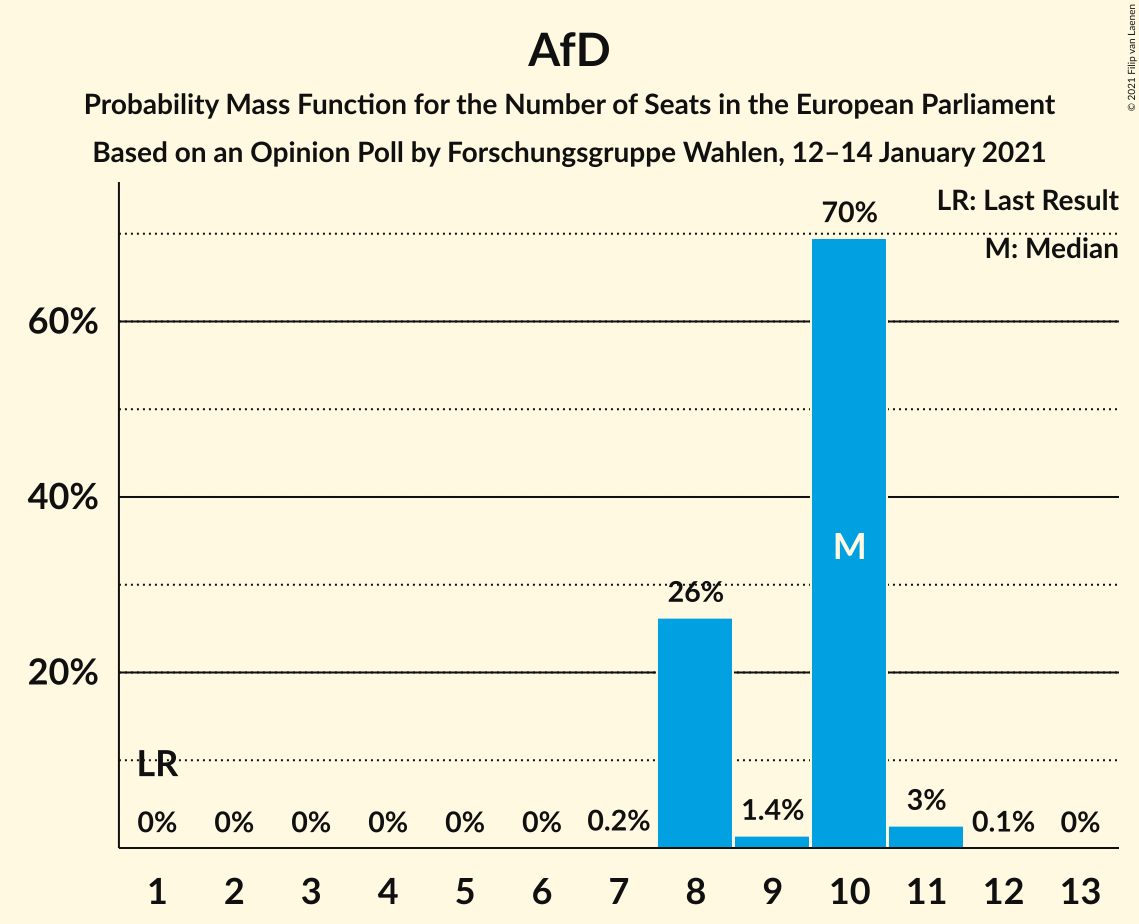 AfD
Probability Mass Function for the Number of Seats in the European Parliament
Based on an Opinion Poll by Forschungsgruppe Wahlen, 12–14 January 2021
© 2021 Filip van Laenen
LR: Last Result
M: Median
70%
60%
40%
M
26%
20%
LR
0% 0% 0% 0% 0% 0% 0.2% 1.4% 3% 0.1% 0%
1 2 3 4 5 6 7 8 9 10 11 12 13